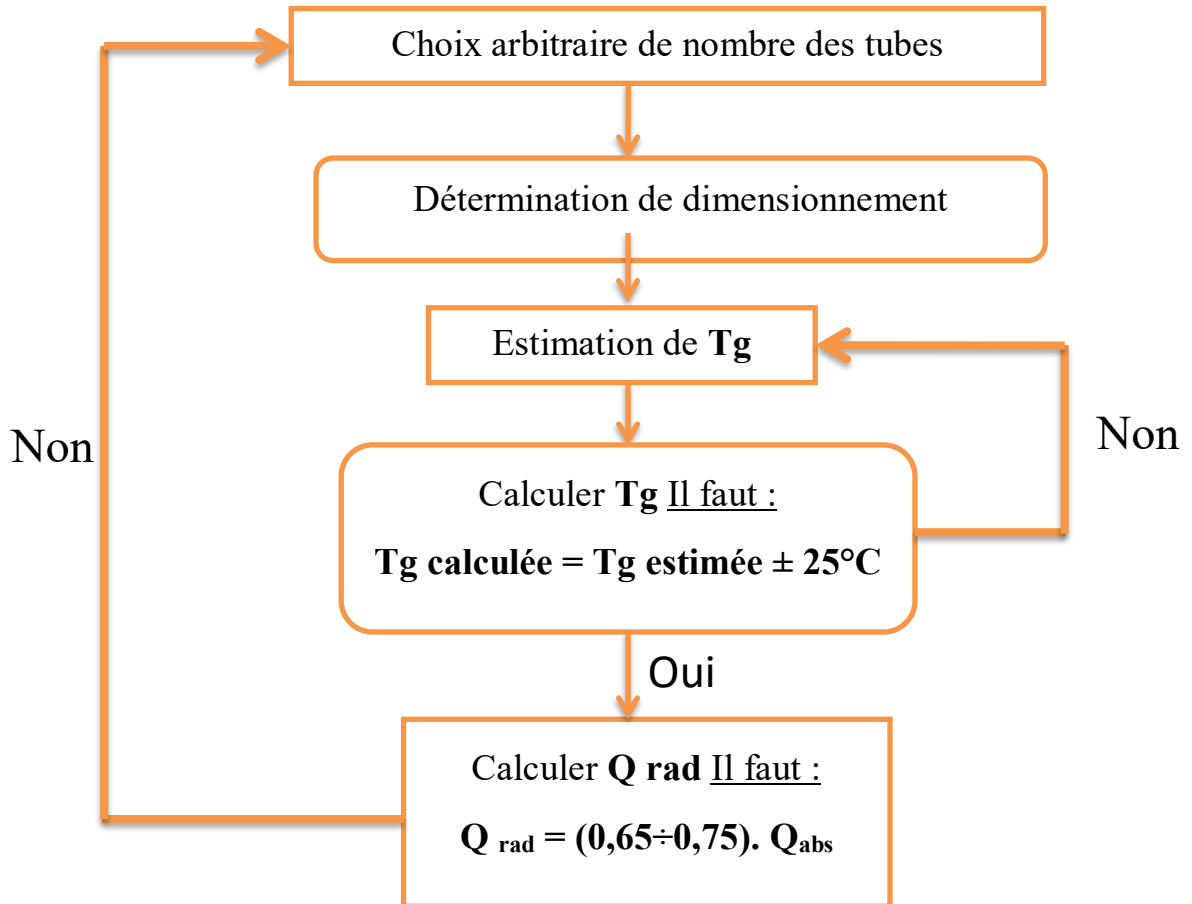 Choix arbitraire de nombre des tubes
Détermination de dimensionnement
Estimation de Tg
Non
Non
Calculer Tg Il faut :
Tg calculée = Tg estimée ± 25°C
Oui
Calculer Q rad Il faut :
Q rad = (0,65÷0,75). Qabs